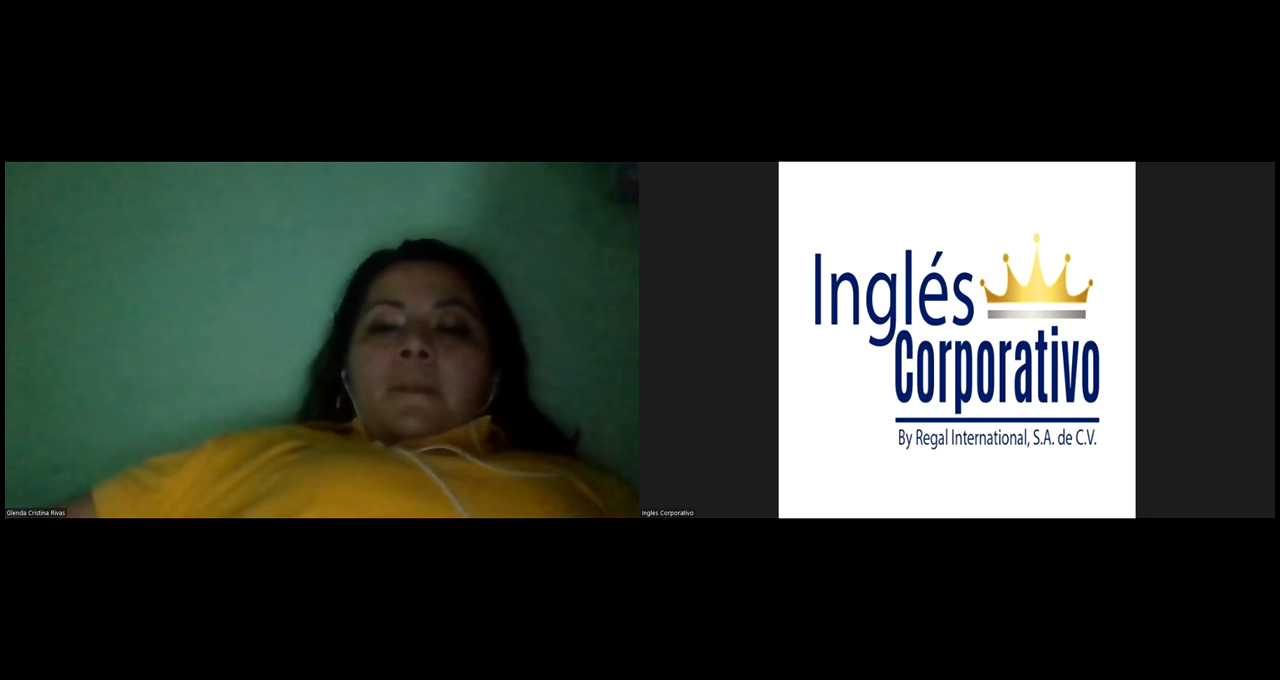 Inglés
Corporativo
By Regal International, S.A. de C.V.
Glenda Cristina Rivas
Ingles Corporativo